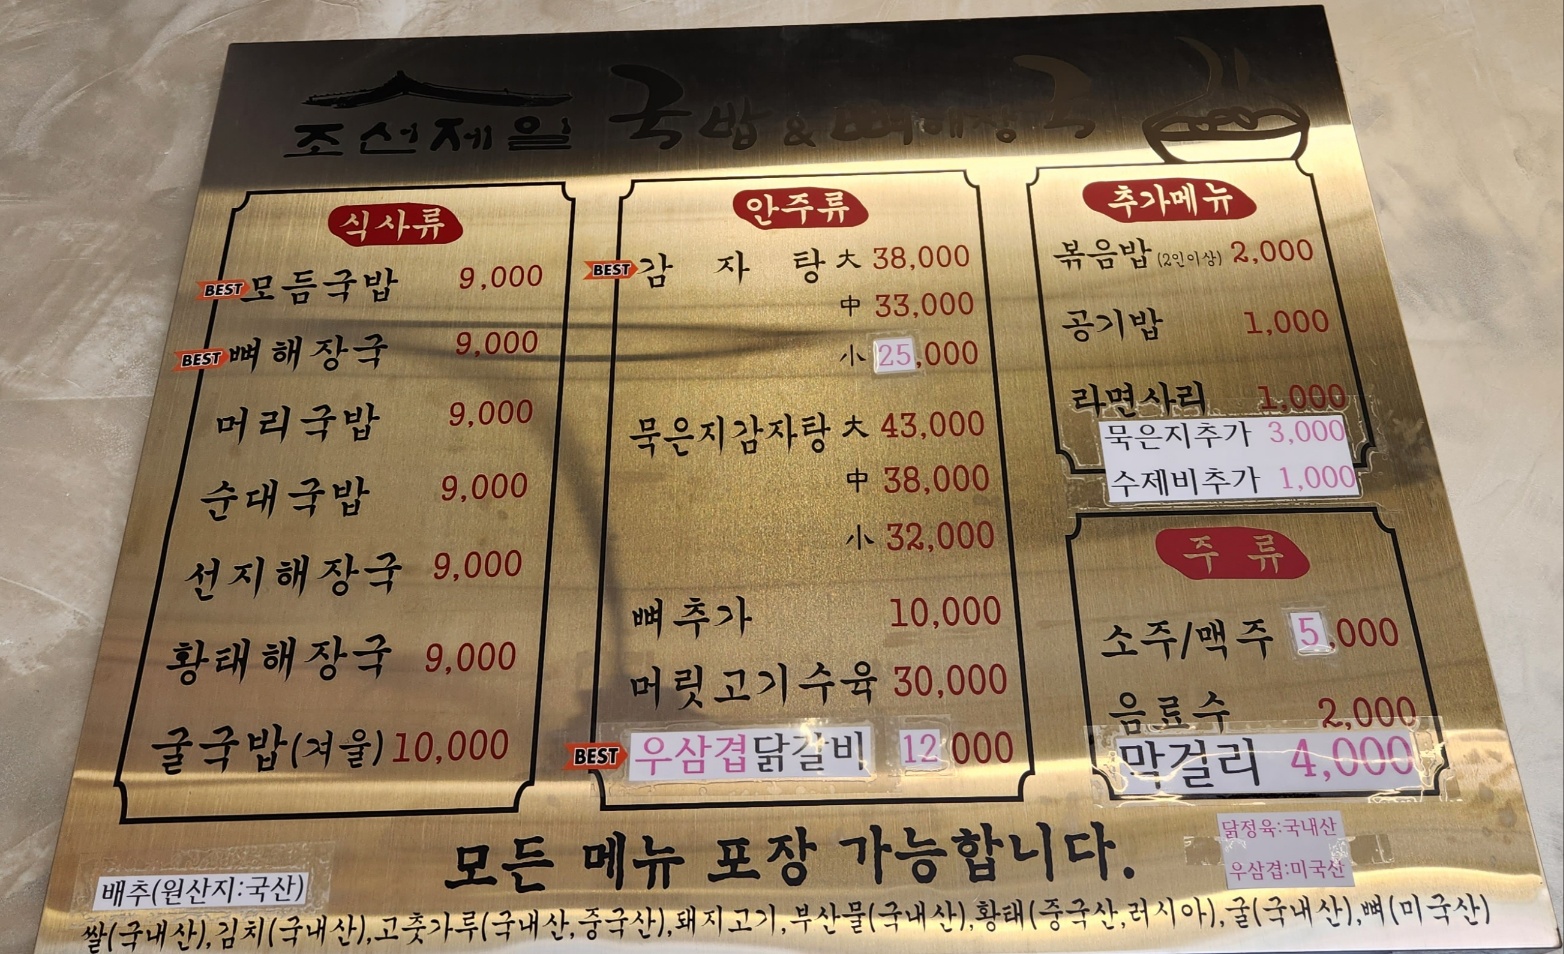 조선제일 국밥 & 뼈해장국
식사류
BEST 모듬국밥 9,000
BEST 뼈해장국 9,000
머리국밥 9,000
순대국밥 9,000
선지해장국 9,000
황태해장국 9,000
굴국밥(겨울) 10,000
안주류
BEST 감 자 탕 大 38,000
中 33,000
小 25,000
묵은지감자탕 大 43,000
中 38,000
小 32,000
뼈추가 10,000
머릿고기수육 30,000
BEST 우삼겹닭갈비 12 000
추가메뉴
볶음밥(2인이상) 2,000
공기밥 1,000
라면사리 1,000
묵은지추가 3,000
수제비추가 1,000
주 류
소주/맥주 5,000
음료수 2,000
막걸리 4,000
모든 메뉴 포장 가능합니다.
닭정육:국내산
우삼겹:미국산
배추(원산지:국산)
쌀(국내산),김치(국내산),고춧가루(국내산,중국산),돼지고기,부산물(국내산),황태(중국산,러시아),굴(국내산),뼈(미국산)